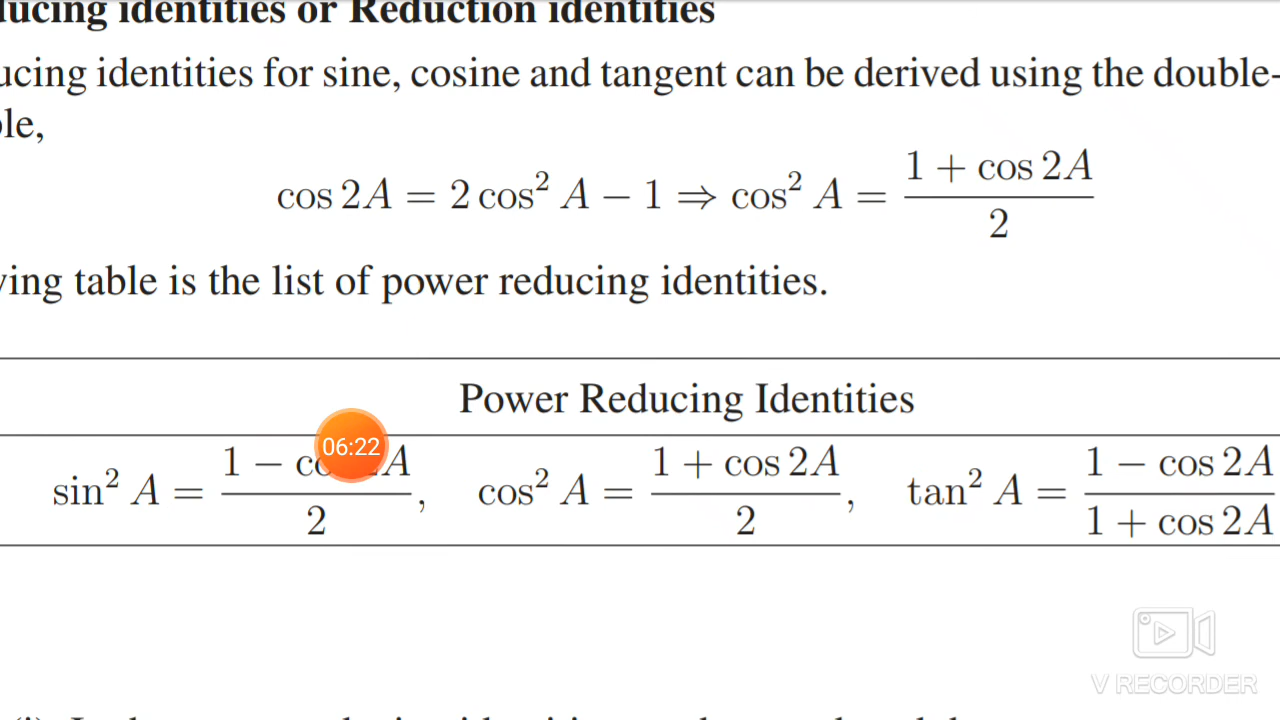 ucing identities or Reduction identities
ucing identities for sine, cosine and tangent can be derived using the double-
le,
cos 2A = 2 cos² A − 1 ⇒ cos² A = (1 + cos 2A)/2
ing table is the list of power reducing identities.
Power Reducing Identities
sin² A = (1 − co A)/2, cos² A = (1 + cos 2A)/2, tan² A = (1 − cos 2A)/(1 + cos 2A)
06:22
V RECORDER